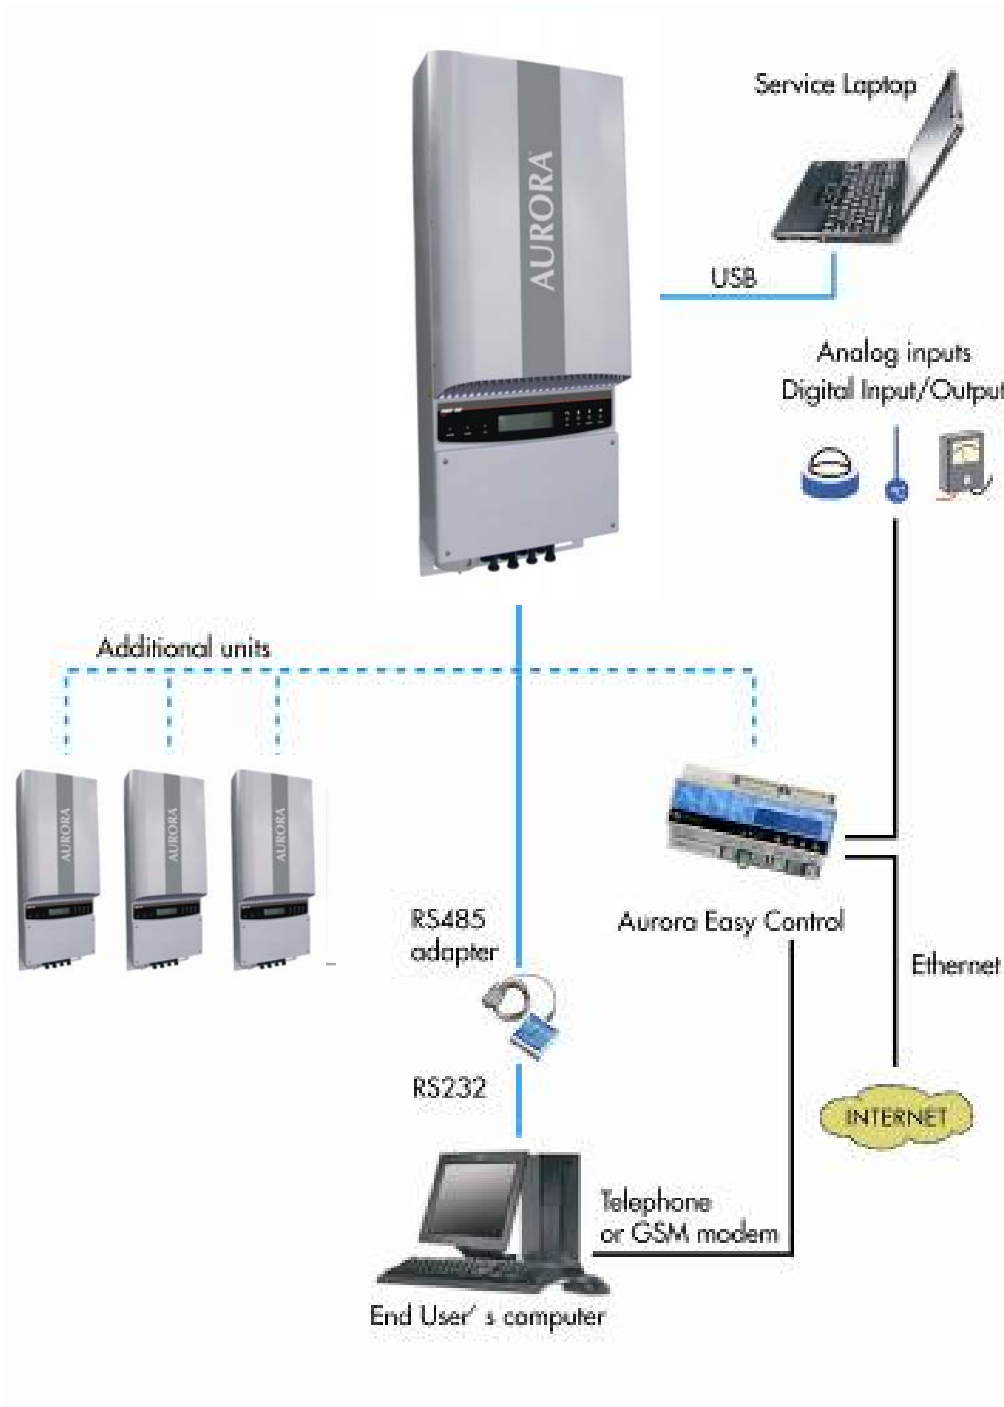 Service Laptop
AURORA
USB
Analog inputs
Digital Input/Output
Additional units
AURORA
AURORA
AURORA
RS485
adapter
Aurora Easy Control
Ethernet
RS232
INTERNET
Telephone
or GSM modem
End User' s computer